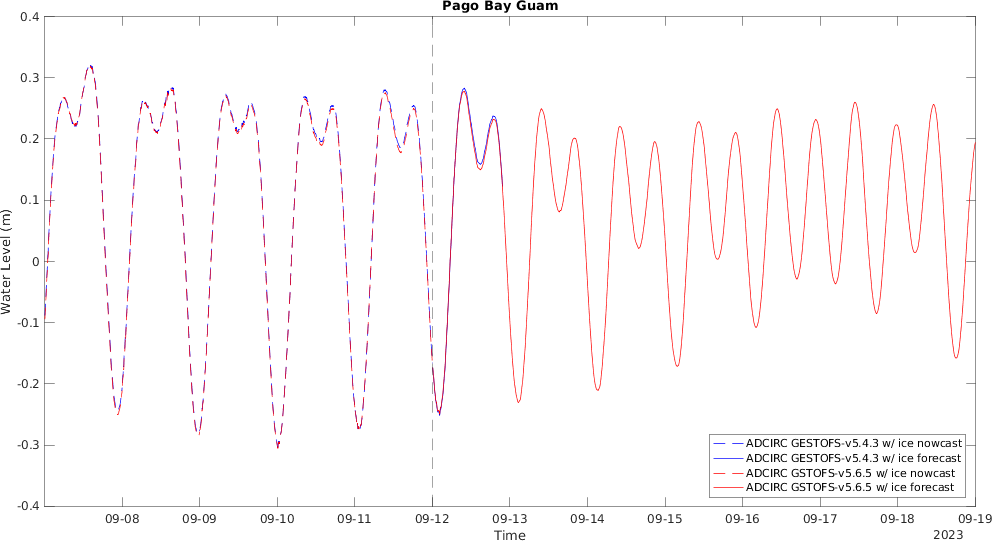 Pago Bay Guam
0.4
0.3
0.2
0.1
0
-0.1
-0.2
-0.3
-0.4
Water Level (m)
ADCIRC GESTOFS-v5.4.3 w/ ice nowcast
ADCIRC GESTOFS-v5.4.3 w/ ice forecast
ADCIRC GSTOFS-v5.6.5 w/ ice nowcast
ADCIRC GSTOFS-v5.6.5 w/ ice forecast
09-08 09-09 09-10 09-11 09-12 09-13 09-14 09-15 09-16 09-17 09-18 09-19
Time
2023